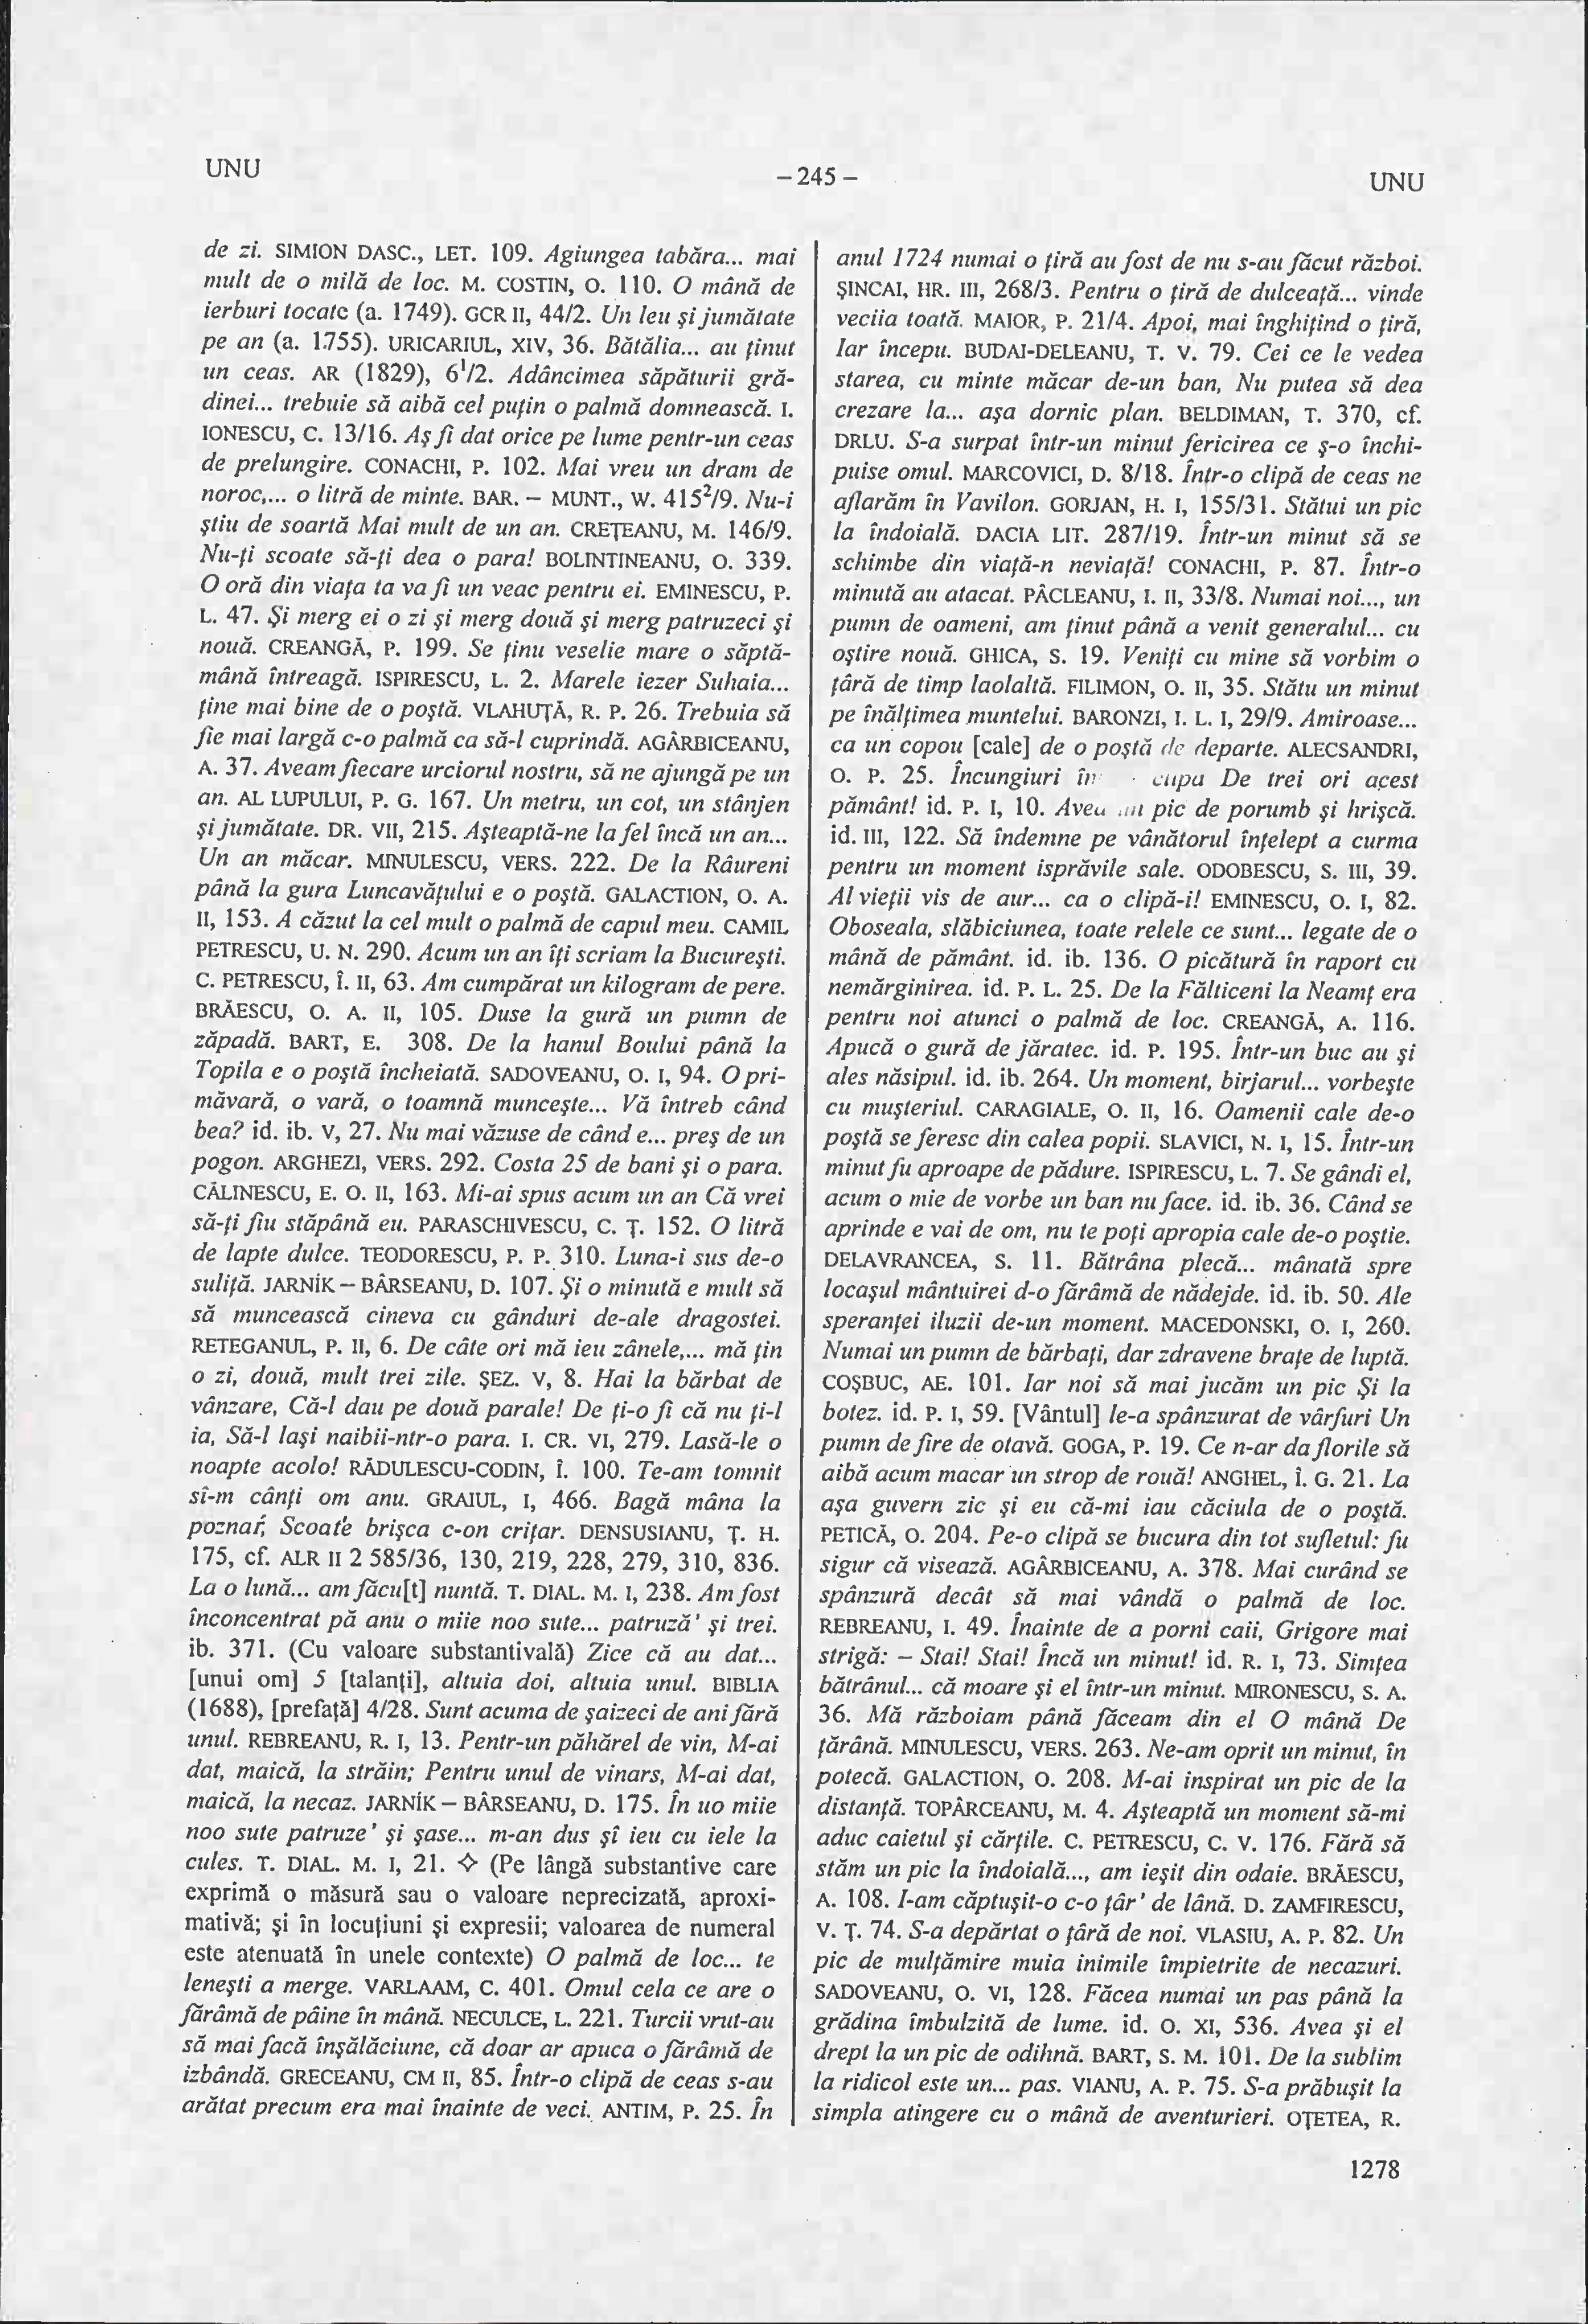 UNU
– 245 –
UNU
de zi. SIMION DASC., LET. 109. Agiungea tabăra... mai
mult de o milă de loc. M. COSTIN, O. 110. O mână de
ierburi tocate (a. 1749). GCR II, 44/2. Un leu şi jumătate
pe an (a. 1755). URICARIUL, XIV, 36. Bătălia... au ţinut
un ceas. AR (1829), 6¹/2. Adâncimea săpăturii gră-
dinei... trebuie să aibă cel puţin o palmă domnească. I.
IONESCU, C. 13/16. Aş fi dat orice pe lume pentr-un ceas
de prelungire. CONACHI, P. 102. Mai vreu un dram de
noroc,... o litră de minte. BAR. – MUNT., W. 415²/9. Nu-i
ştiu de soartă Mai mult de un an. CREŢEANU, M. 146/9.
Nu-ţi scoate să-ţi dea o para! BOLINTINEANU, O. 339.
O oră din viaţa ta va fi un veac pentru ei. EMINESCU, P.
L. 47. Şi merg ei o zi şi merg două şi merg patruzeci şi
nouă. CREANGĂ, P. 199. Se ţinu veselie mare o săptă-
mână întreagă. ISPIRESCU, L. 2. Marele iezer Suhaia...
ţine mai bine de o poştă. VLAHUŢĂ, R. P. 26. Trebuia să
fie mai largă c-o palmă ca să-l cuprindă. AGÂRBICEANU,
A. 37. Aveam fiecare urciorul nostru, să ne ajungă pe un
an. AL LUPULUI, P. G. 167. Un metru, un cot, un stânjen
şi jumătate. DR. VII, 215. Aşteaptă-ne la fel încă un an...
Un an măcar. MINULESCU, VERS. 222. De la Râureni
până la gura Luncavăţului e o poştă. GALACTION, O. A.
II, 153. A căzut la cel mult o palmă de capul meu. CAMIL
PETRESCU, U. N. 290. Acum un an îţi scriam la Bucureşti.
C. PETRESCU, Î. II, 63. Am cumpărat un kilogram de pere.
BRĂESCU, O. A. II, 105. Duse la gură un pumn de
zăpadă. BART, E. 308. De la hanul Boului până la
Topila e o poştă încheiată. SADOVEANU, O. I, 94. O pri-
măvară, o vară, o toamnă munceşte... Vă întreb când
bea? id. ib. V, 27. Nu mai văzuse de când e... preş de un
pogon. ARGHEZI, VERS. 292. Costa 25 de bani şi o para.
CĂLINESCU, E. O. II, 163. Mi-ai spus acum un an Că vrei
să-ţi fiu stăpână eu. PARASCHIVESCU, C. Ţ. 152. O litră
de lapte dulce. TEODORESCU, P. P. 310. Luna-i sus de-o
suliţă. JARNÍK – BÂRSEANU, D. 107. Şi o minută e mult să
să muncească cineva cu gânduri de-ale dragostei.
RETEGANUL, P. II, 6. De câte ori mă ieu zânele,... mă ţin
o zi, două, mult trei zile. ŞEZ. V, 8. Hai la bărbat de
vânzare, Că-l dau pe două parale! De ţi-o fi că nu ţi-l
ia, Să-l laşi naibii-ntr-o para. I. CR. VI, 279. Lasă-le o
noapte acolo! RĂDULESCU-CODIN, Î. 100. Te-am tomnit
sî-m cânţi om anu. GRAIUL, I, 466. Bagă mâna la
poznaŕ, Scoat'e brişca c-on criţar. DENSUSIANU, Ţ. H.
175, cf. ALR II 2 585/36, 130, 219, 228, 279, 310, 836.
La o lună... am făcu[t] nuntă. T. DIAL. M. I, 238. Am fost
înconcentrat pă anu o miie noo sute... patruză' şi trei.
ib. 371. (Cu valoare substantivală) Zice că au dat...
[unui om] 5 [talanţi], altuia doi, altuia unul. BIBLIA
(1688), [prefaţă] 4/28. Sunt acuma de şaizeci de ani fără
unul. REBREANU, R. I, 13. Pentr-un păhărel de vin, M-ai
dat, maică, la străin; Pentru unul de vinars, M-ai dat,
maică, la necaz. JARNÍK – BÂRSEANU, D. 175. În uo miie
noo sute patruze' şi şase... m-an dus şî ieu cu iele la
cules. T. DIAL. M. I, 21. ◇ (Pe lângă substantive care
exprimă o măsură sau o valoare neprecizată, aproxi-
mativă; şi în locuţiuni şi expresii; valoarea de numeral
este atenuată în unele contexte) O palmă de loc... te
leneşti a merge. VARLAAM, C. 401. Omul cela ce are o
fărâmă de pâine în mână. NECULCE, L. 221. Turcii vrut-au
să mai facă înşălăciune, că doar ar apuca o fărâmă de
izbândă. GRECEANU, CM II, 85. Într-o clipă de ceas s-au
arătat precum era mai înainte de veci. ANTIM, P. 25. În
anul 1724 numai o ţiră au fost de nu s-au făcut război.
ŞINCAI, HR. III, 268/3. Pentru o ţiră de dulceaţă... vinde
veciia toată. MAIOR, P. 21/4. Apoi, mai înghiţind o ţiră,
Iar începu. BUDAI-DELEANU, T. V. 79. Cei ce le vedea
starea, cu minte măcar de-un ban, Nu putea să dea
crezare la... aşa dornic plan. BELDIMAN, T. 370, cf.
DRLU. S-a surpat într-un minut fericirea ce ş-o închi-
puise omul. MARCOVICI, D. 8/18. Într-o clipă de ceas ne
aflarăm în Vavilon. GORJAN, H. I, 155/31. Stătui un pic
la îndoială. DACIA LIT. 287/19. Într-un minut să se
schimbe din viaţă-n neviaţă! CONACHI, P. 87. Într-o
minută au atacat. PÂCLEANU, I. II, 33/8. Numai noi..., un
pumn de oameni, am ţinut până a venit generalul... cu
oştire nouă. GHICA, S. 19. Veniţi cu mine să vorbim o
ţâră de timp laolaltă. FILIMON, O. II, 35. Stătu un minut
pe înălţimea muntelui. BARONZI, I. L. I, 29/9. Amiroase...
ca un copou [cale] de o poştă de departe. ALECSANDRI,
O. P. 25. Încungiuri De trei ori acest
pământ! id. P. I, 10. Avea un pic de porumb şi hrişcă.
id. III, 122. Să îndemne pe vânătorul înţelept a curma
pentru un moment isprăvile sale. ODOBESCU, S. III, 39.
Al vieţii vis de aur... ca o clipă-i! EMINESCU, O. I, 82.
Oboseala, slăbiciunea, toate relele ce sunt... legate de o
mână de pământ. id. ib. 136. O picătură în raport cu
nemărginirea. id. P. L. 25. De la Fălticeni la Neamţ era
pentru noi atunci o palmă de loc. CREANGĂ, A. 116.
Apucă o gură de jăratec. id. P. 195. Într-un buc au şi
ales năsipul. id. ib. 264. Un moment, birjarul... vorbeşte
cu muşteriul. CARAGIALE, O. II, 16. Oamenii cale de-o
poştă se feresc din calea popii. SLAVICI, N. I, 15. Într-un
minut fu aproape de pădure. ISPIRESCU, L. 7. Se gândi el,
acum o mie de vorbe un ban nu face. id. ib. 36. Când se
aprinde e vai de om, nu te poţi apropia cale de-o poştie.
DELAVRANCEA, S. 11. Bătrâna plecă... mânată spre
locaşul mântuirei d-o fărâmă de nădejde. id. ib. 50. Ale
speranţei iluzii de-un moment. MACEDONSKI, O. I, 260.
Numai un pumn de bărbaţi, dar zdravene braţe de luptă.
COŞBUC, AE. 101. Iar noi să mai jucăm un pic Şi la
botez. id. P. I, 59. [Vântul] le-a spânzurat de vârfuri Un
pumn de fire de otavă. GOGA, P. 19. Ce n-ar da florile să
aibă acum macar un strop de rouă! ANGHEL, Î. G. 21. La
aşa guvern zic şi eu că-mi iau căciula de o poştă.
PETICĂ, O. 204. Pe-o clipă se bucura din tot sufletul: fu
sigur că visează. AGÂRBICEANU, A. 378. Mai curând se
spânzură decât să mai vândă o palmă de loc.
REBREANU, I. 49. Înainte de a porni caii, Grigore mai
strigă: – Stai! Stai! Încă un minut! id. R. I, 73. Simţea
bătrânul... că moare şi el într-un minut. MIRONESCU, S. A.
36. Mă războiam până făceam din el O mână De
ţărână. MINULESCU, VERS. 263. Ne-am oprit un minut, în
potecă. GALACTION, O. 208. M-ai inspirat un pic de la
distanţă. TOPÂRCEANU, M. 4. Aşteaptă un moment să-mi
aduc caietul şi cărţile. C. PETRESCU, C. V. 176. Fără să
stăm un pic la îndoială..., am ieşit din odaie. BRĂESCU,
A. 108. I-am căptuşit-o c-o ţâr' de lână. D. ZAMFIRESCU,
V. Ţ. 74. S-a depărtat o ţâră de noi. VLASIU, A. P. 82. Un
pic de mulţămire muia inimile împietrite de necazuri.
SADOVEANU, O. VI, 128. Făcea numai un pas până la
grădina îmbulzită de lume. id. O. XI, 536. Avea şi el
drept la un pic de odihnă. BART, S. M. 101. De la sublim
la ridicol este un... pas. VIANU, A. P. 75. S-a prăbuşit la
simpla atingere cu o mână de aventurieri. OŢETEA, R.
1278